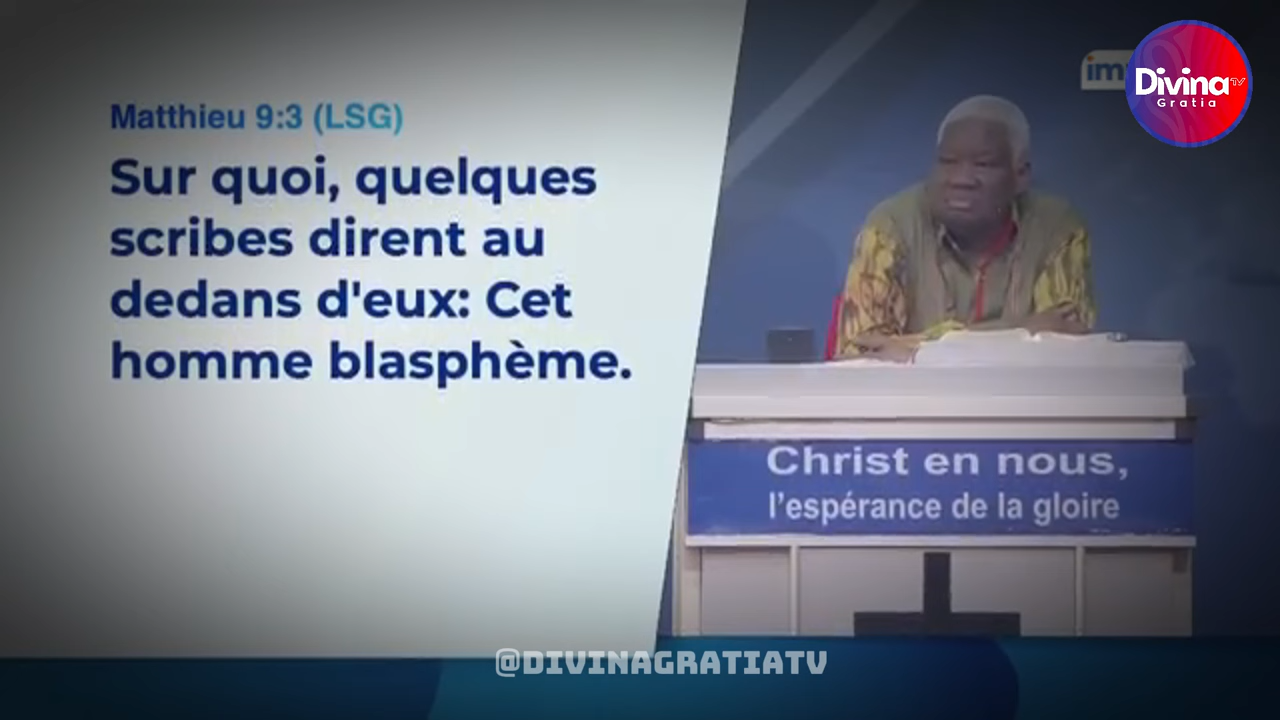 Matthieu 9:3 (LSG)
Sur quoi, quelques
scribes dirent au
dedans d'eux: Cet
homme blasphème.
Divina TV
Gratia
Christ en nous,
l'espérance de la gloire
@DIVINAGRATIATV